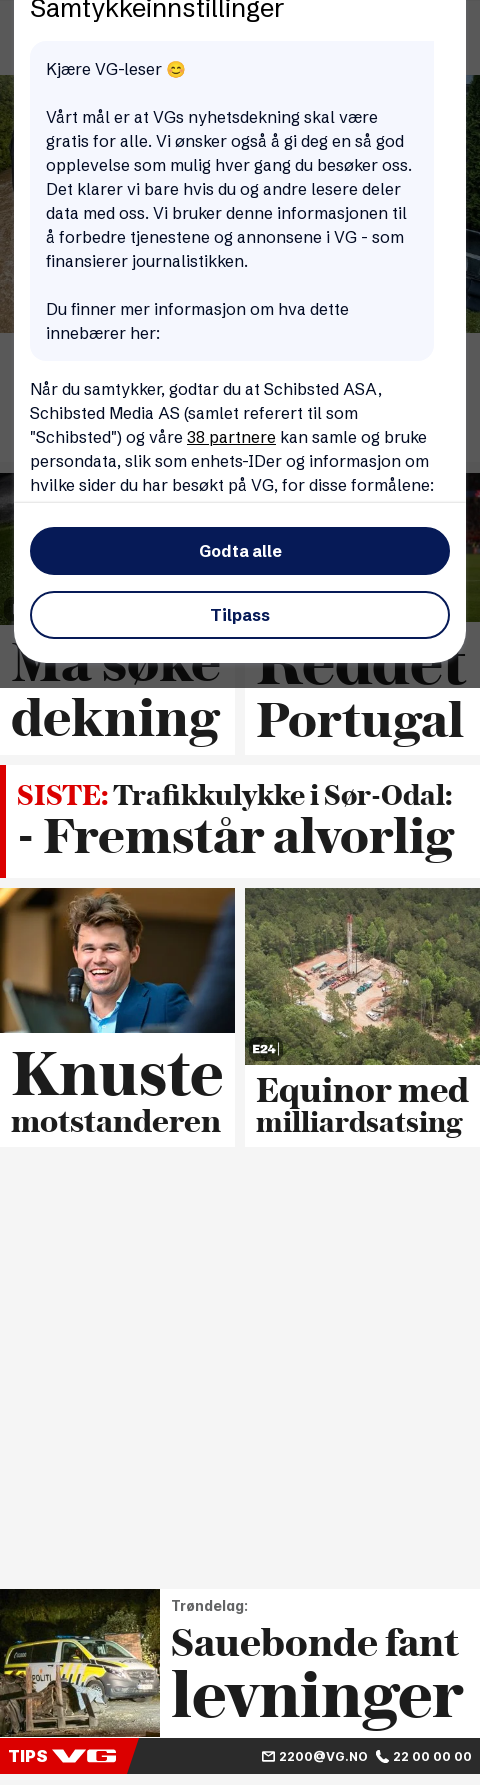 Samtykkeinnstillinger
Kjære VG-leser 😊
Vårt mål er at VGs nyhetsdekning skal være
gratis for alle. Vi ønsker også å gi deg en så god
opplevelse som mulig hver gang du besøker oss.
Det klarer vi bare hvis du og andre lesere deler
data med oss. Vi bruker denne informasjonen til
å forbedre tjenestene og annonsene i VG - som
finansierer journalistikken.
Du finner mer informasjon om hva dette
innebærer her:
Når du samtykker, godtar du at Schibsted ASA,
Schibsted Media AS (samlet referert til som
"Schibsted") og våre 38 partnere kan samle og bruke
persondata, slik som enhets-IDer og informasjon om
hvilke sider du har besøkt på VG, for disse formålene:
Godta alle
Tilpass
Må søke
dekning
Reddet
Portugal
SISTE: Trafikkulykke i Sør-Odal:
- Fremstår alvorlig
Knuste
motstanderen
E24
Equinor med
milliardsatsing
POLITI
Trøndelag:
Sauebonde fant
levninger
TIPS VG
2200@VG.NO
22 00 00 00